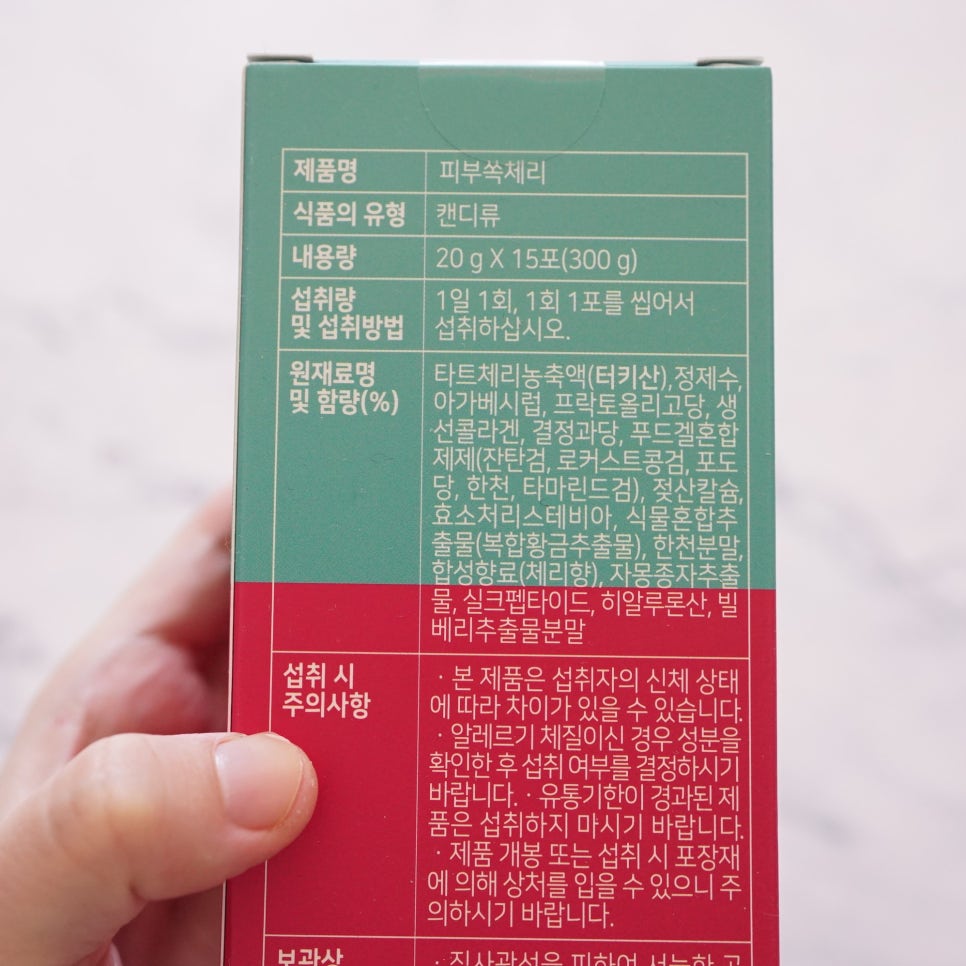 제품명 피부쏙체리
식품의 유형 캔디류
내용량 20 g X 15포(300 g)
섭취량
및 섭취방법
1일 1회, 1회 1포를 씹어서
섭취하십시오.
원재료명
및 함량(%)
타트체리농축액(터키산),정제수,
아가베시럽, 프락토올리고당, 생
선콜라겐, 결정과당, 푸드겔혼합
제제(잔탄검, 로커스트콩검, 포도
당, 한천, 타마린드검), 젖산칼슘,
효소처리스테비아, 식물혼합추
출물(복합황금추출물), 한천분말,
합성향료(체리향), 자몽종자추출
물, 실크펩타이드, 히알루론산, 빌
베리추출물분말
섭취 시
주의사항
· 본 제품은 섭취자의 신체 상태
에 따라 차이가 있을 수 있습니다.
· 알레르기 체질이신 경우 성분을
확인한 후 섭취 여부를 결정하시기
바랍니다. · 유통기한이 경과된 제
품은 섭취하지 마시기 바랍니다.
· 제품 개봉 또는 섭취 시 포장재
에 의해 상처를 입을 수 있으니 주
의하시기 바랍니다.
보관상
· 직사광선을 피하여 서늘한